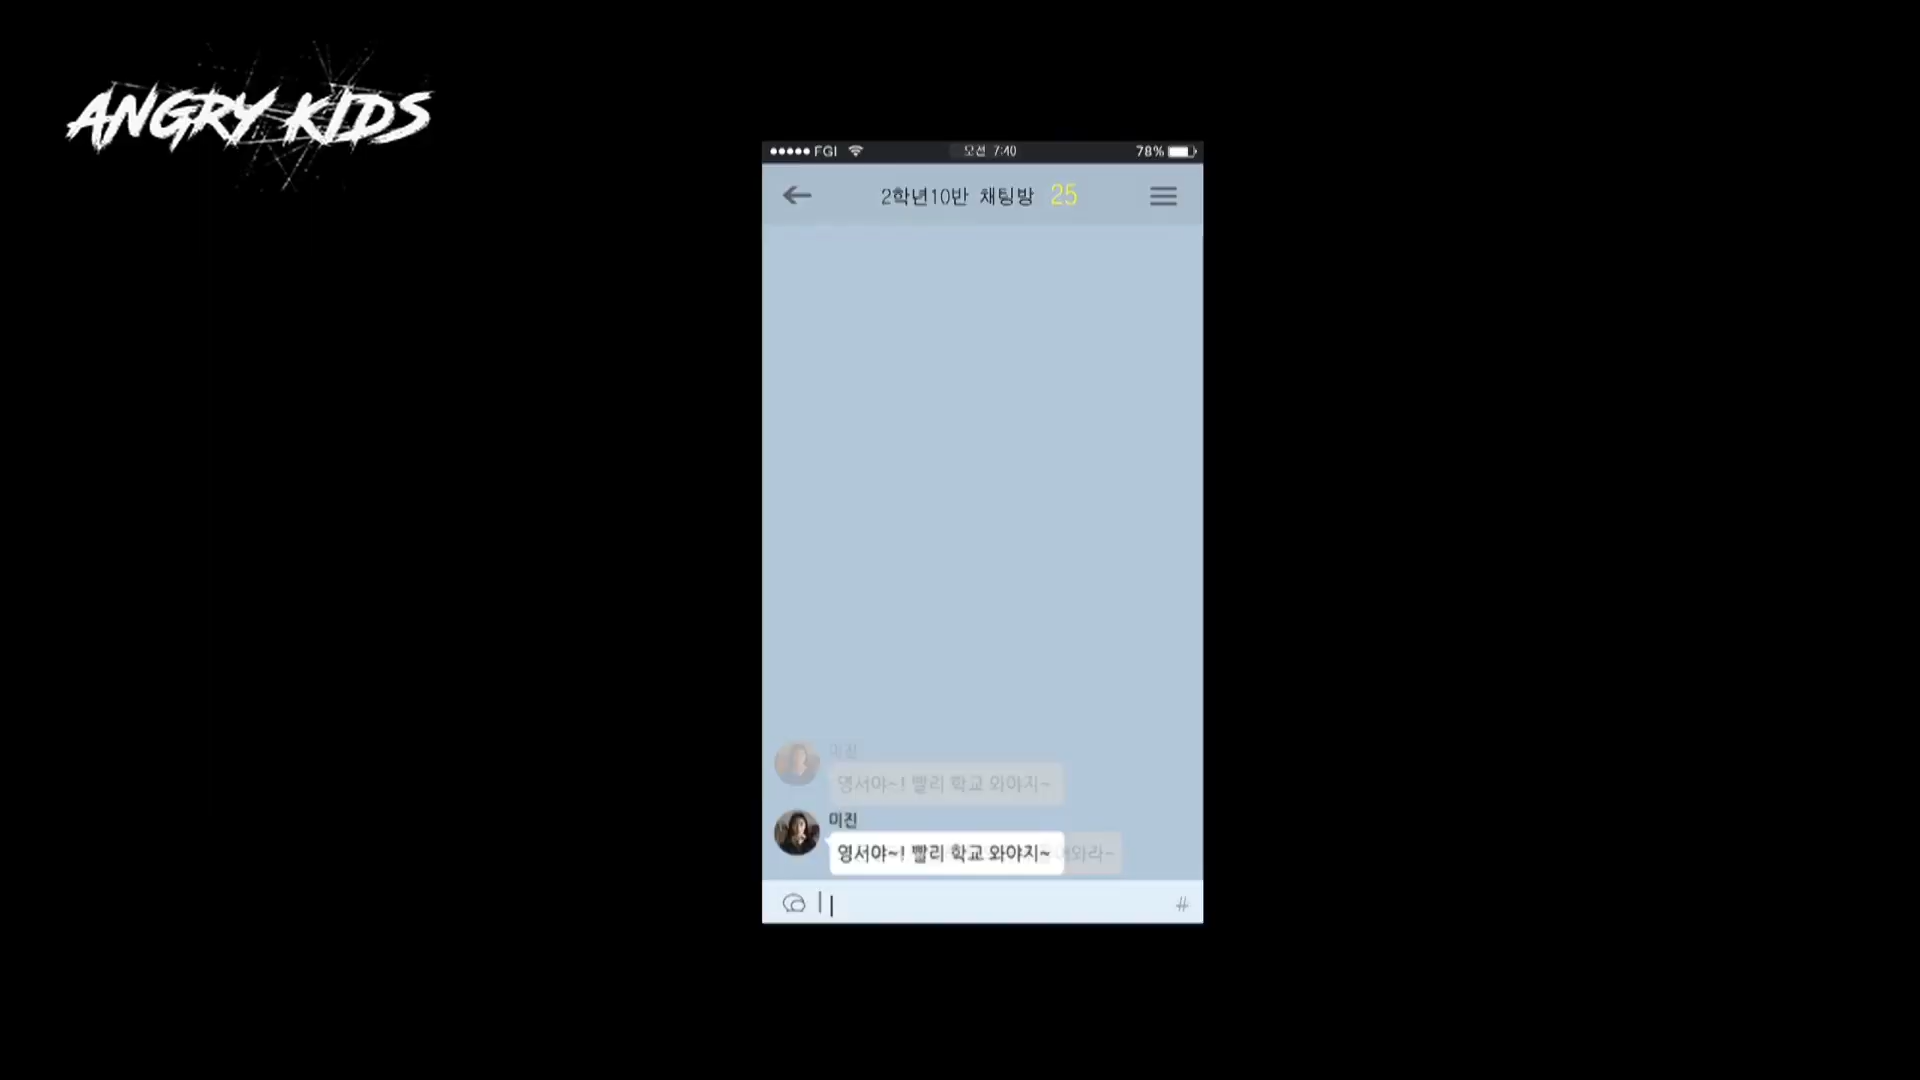 ANGRY KIDS
FGI 오전 7:40 78%
2학년10반 채팅방 25
미진
영서야~! 빨리 학교 와야지~
미진
영서야~! 빨리 학교 와야지~
#